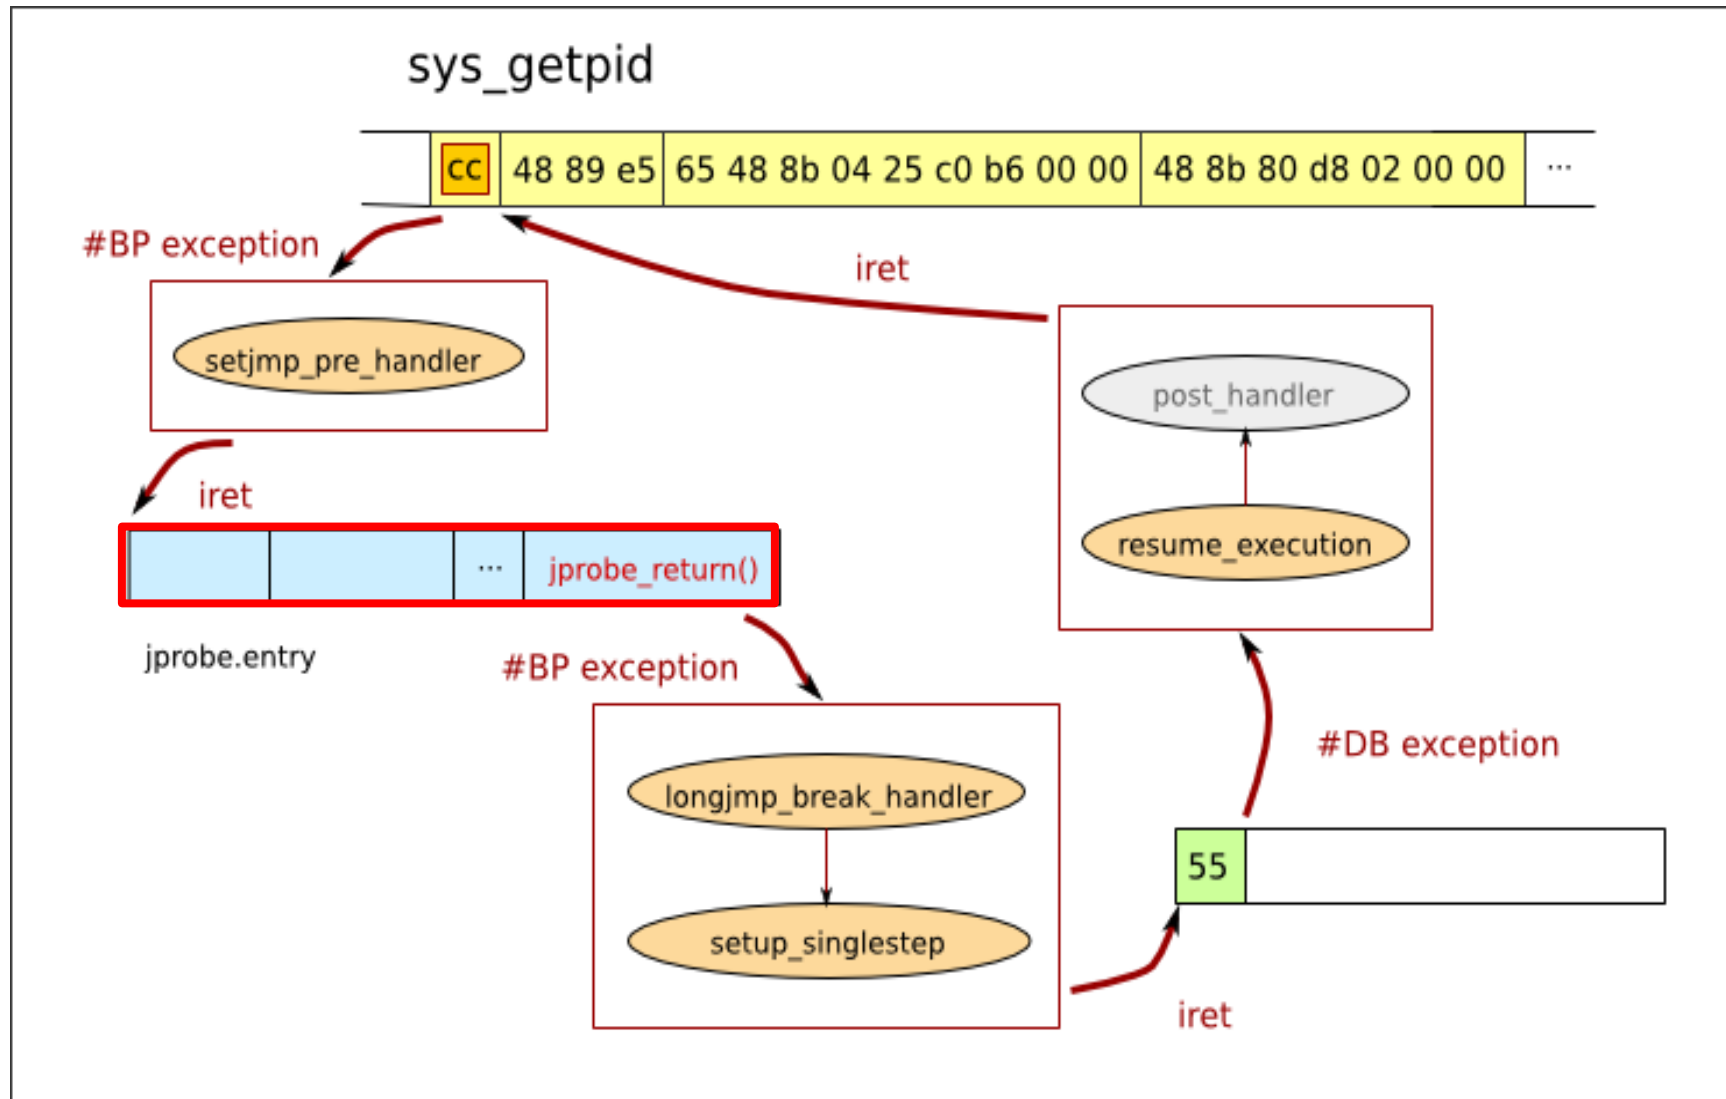 sys_getpid
cc 48 89 e5 65 48 8b 04 25 c0 b6 00 00 48 8b 80 d8 02 00 00 ...
#BP exception
iret
setjmp_pre_handler
post_handler
iret
resume_execution
... jprobe_return()
jprobe.entry
#BP exception
#DB exception
longjmp_break_handler
55
setup_singlestep
iret